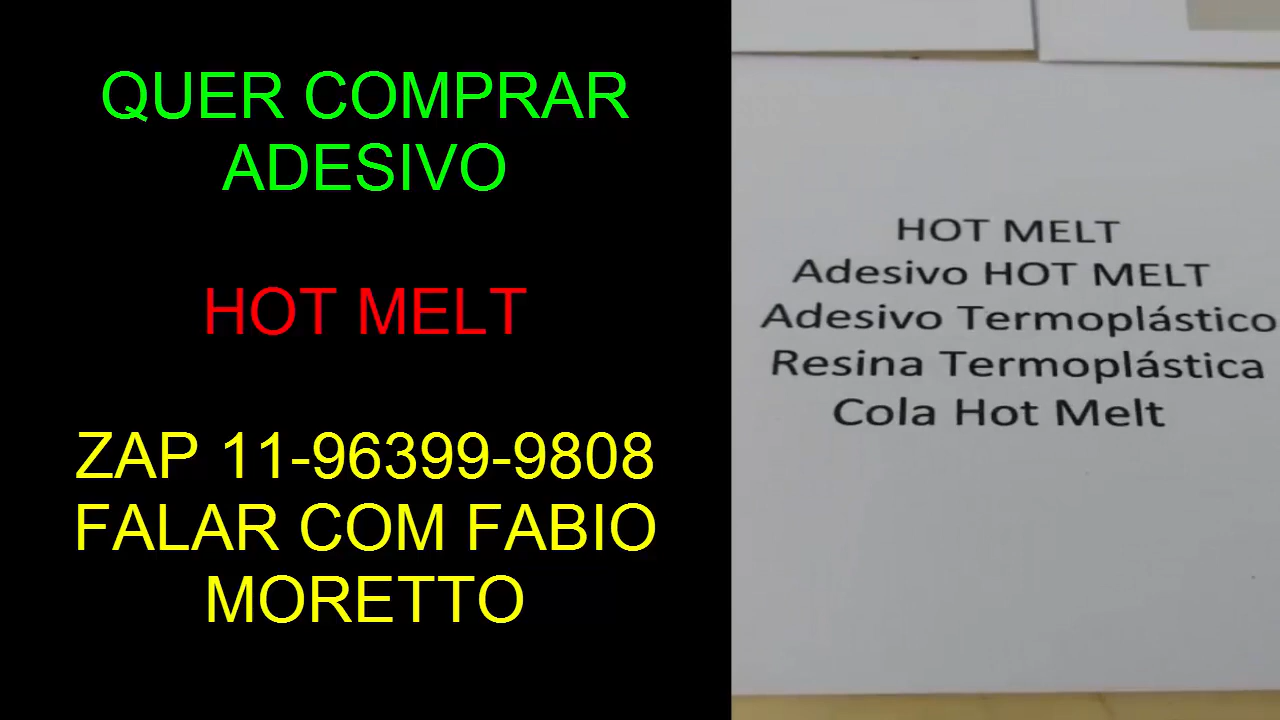 QUER COMPRAR
ADESIVO
HOT MELT
ZAP 11-96399-9808
FALAR COM FABIO
MORETTO
HOT MELT
Adesivo HOT MELT
Adesivo Termoplástico
Resina Termoplástica
Cola Hot Melt